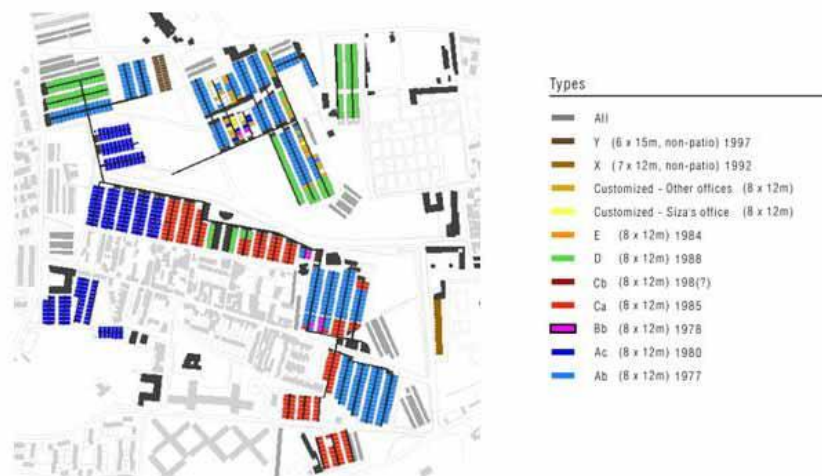 Types
All
Y (6 x 15m, non-patio) 1997
X (7 x 12m, non-patio) 1992
Customized - Other offices (8 x 12m)
Customized - Siza's office (8 x 12m)
E (8 x 12m) 1984
D (8 x 12m) 1988
Cb (8 x 12m) 198(?)
Ca (8 x 12m) 1985
Bb (8 x 12m) 1978
Ac (8 x 12m) 1980
Ab (8 x 12m) 1977